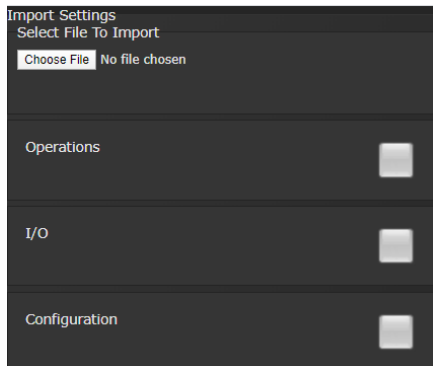 Import Settings
Select File To Import
Choose File No file chosen
Operations
I/O
Configuration